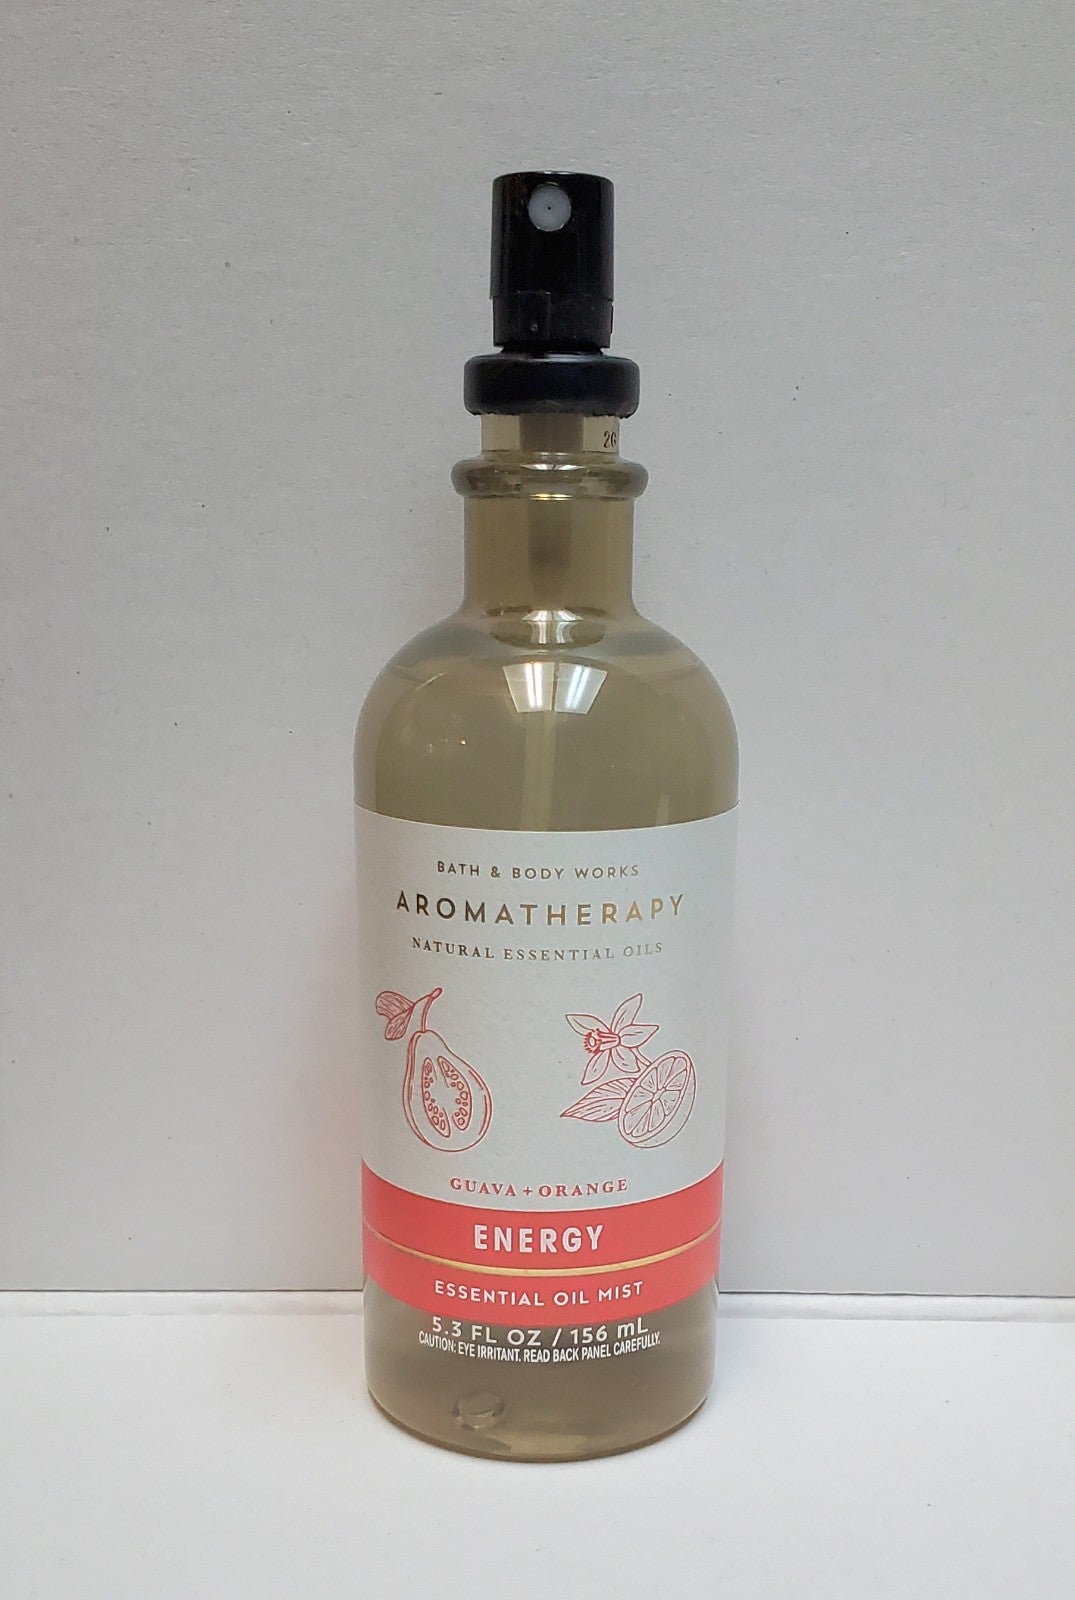 2G
BATH & BODY WORKS
AROMATHERAPY
NATURAL ESSENTIAL OILS
GUAVA + ORANGE
ENERGY
ESSENTIAL OIL MIST
5.3 FL OZ / 156 mL
CAUTION: EYE IRRITANT. READ BACK PANEL CAREFULLY.